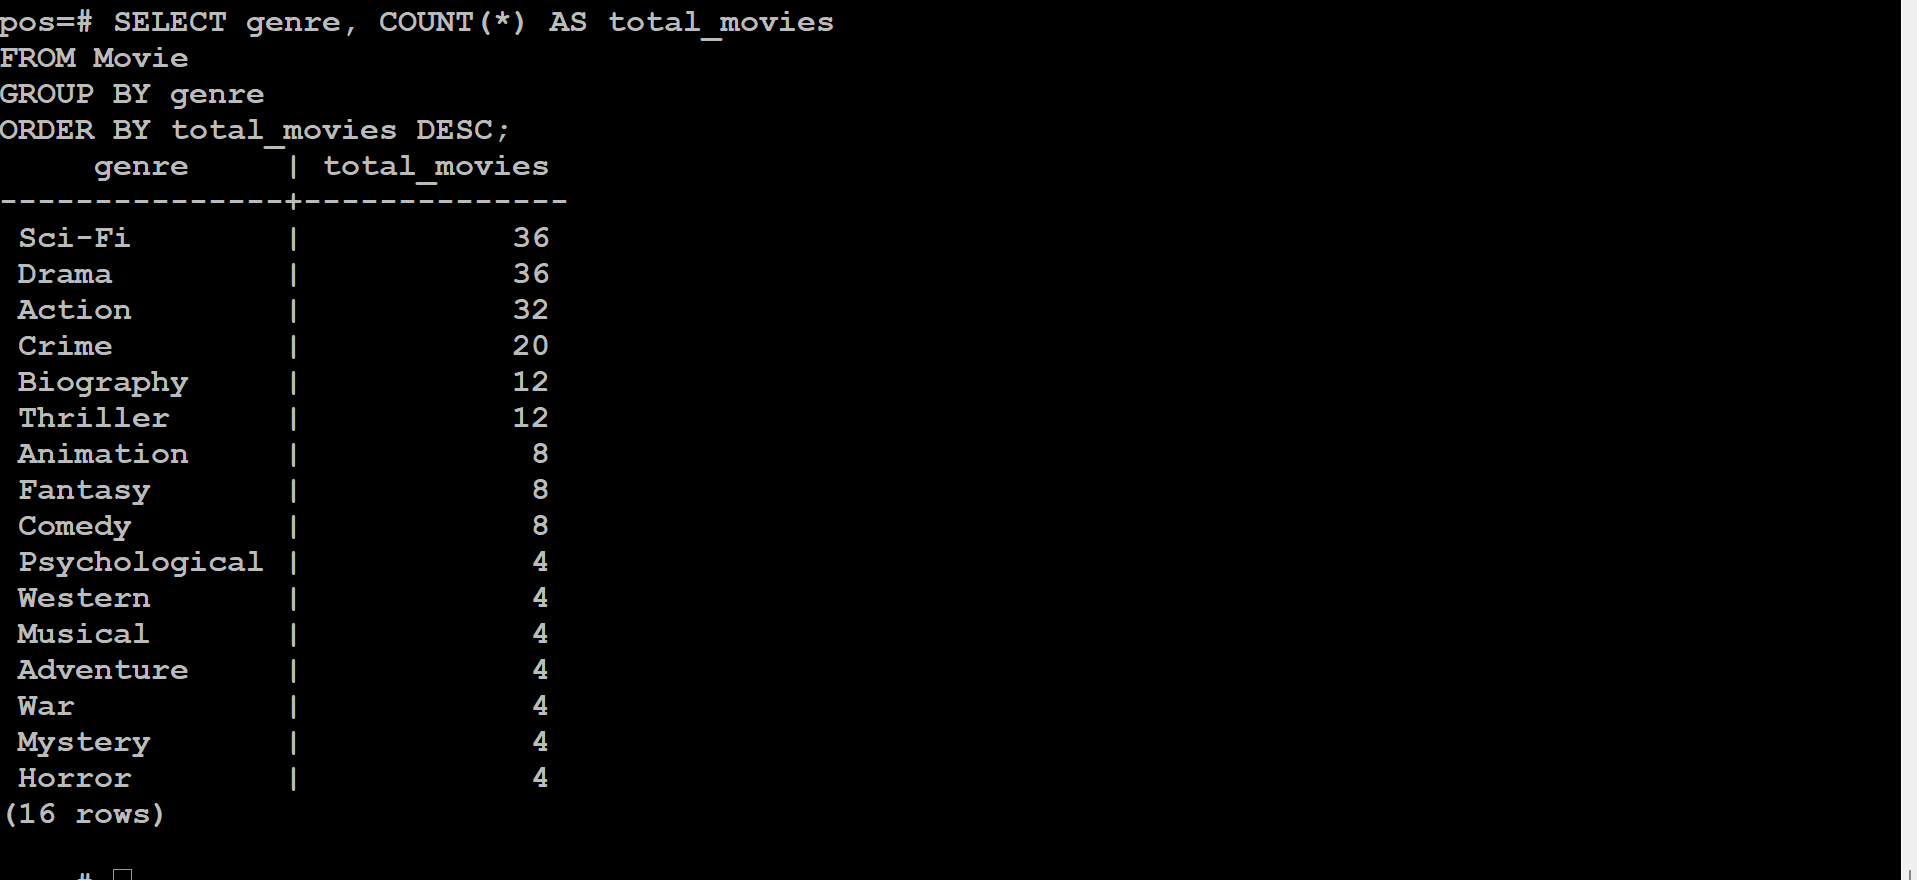 pos=# SELECT genre, COUNT(*) AS total_movies
FROM Movie
GROUP BY genre
ORDER BY total_movies DESC;
     genre     | total_movies
---------------+--------------
 Sci-Fi        |           36
 Drama         |           36
 Action        |           32
 Crime         |           20
 Biography     |           12
 Thriller      |           12
 Animation     |            8
 Fantasy       |            8
 Comedy        |            8
 Psychological |            4
 Western       |            4
 Musical       |            4
 Adventure     |            4
 War           |            4
 Mystery       |            4
 Horror        |            4
(16 rows)
#